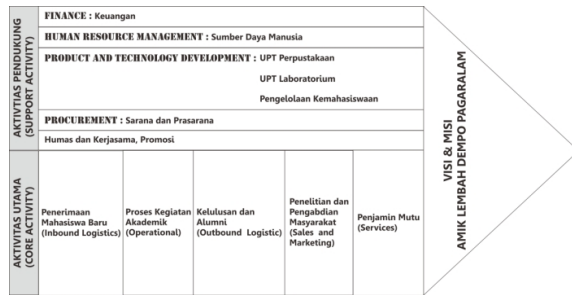 AKTIVTIAS PENDUKUNG
(SUPPORT ACTIVITY)
FINANCE : Keuangan
HUMAN RESOURCE MANAGEMENT : Sumber Daya Manusia
PRODUCT AND TECHNOLOGY DEVELOPMENT : UPT Perpustakaan
UPT Laboratorium
Pengelolaan Kemahasiswaan
PROCUREMENT : Sarana dan Prasarana
Humas dan Kerjasama, Promosi
AKTIVITAS UTAMA
(CORE ACTIVITY)
Penerimaan
Mahasiswa Baru
(Inbound Logistics)
Proses Kegiatan
Akademik
(Operational)
Kelulusan dan
Alumni
(Outbound Logistic)
Penelitian dan
Pengabdian
Masyarakat
(Sales and
Marketing)
Penjamin Mutu
(Services)
VISI & MISI
AMIK LEMBAH DEMPO PAGARALAM